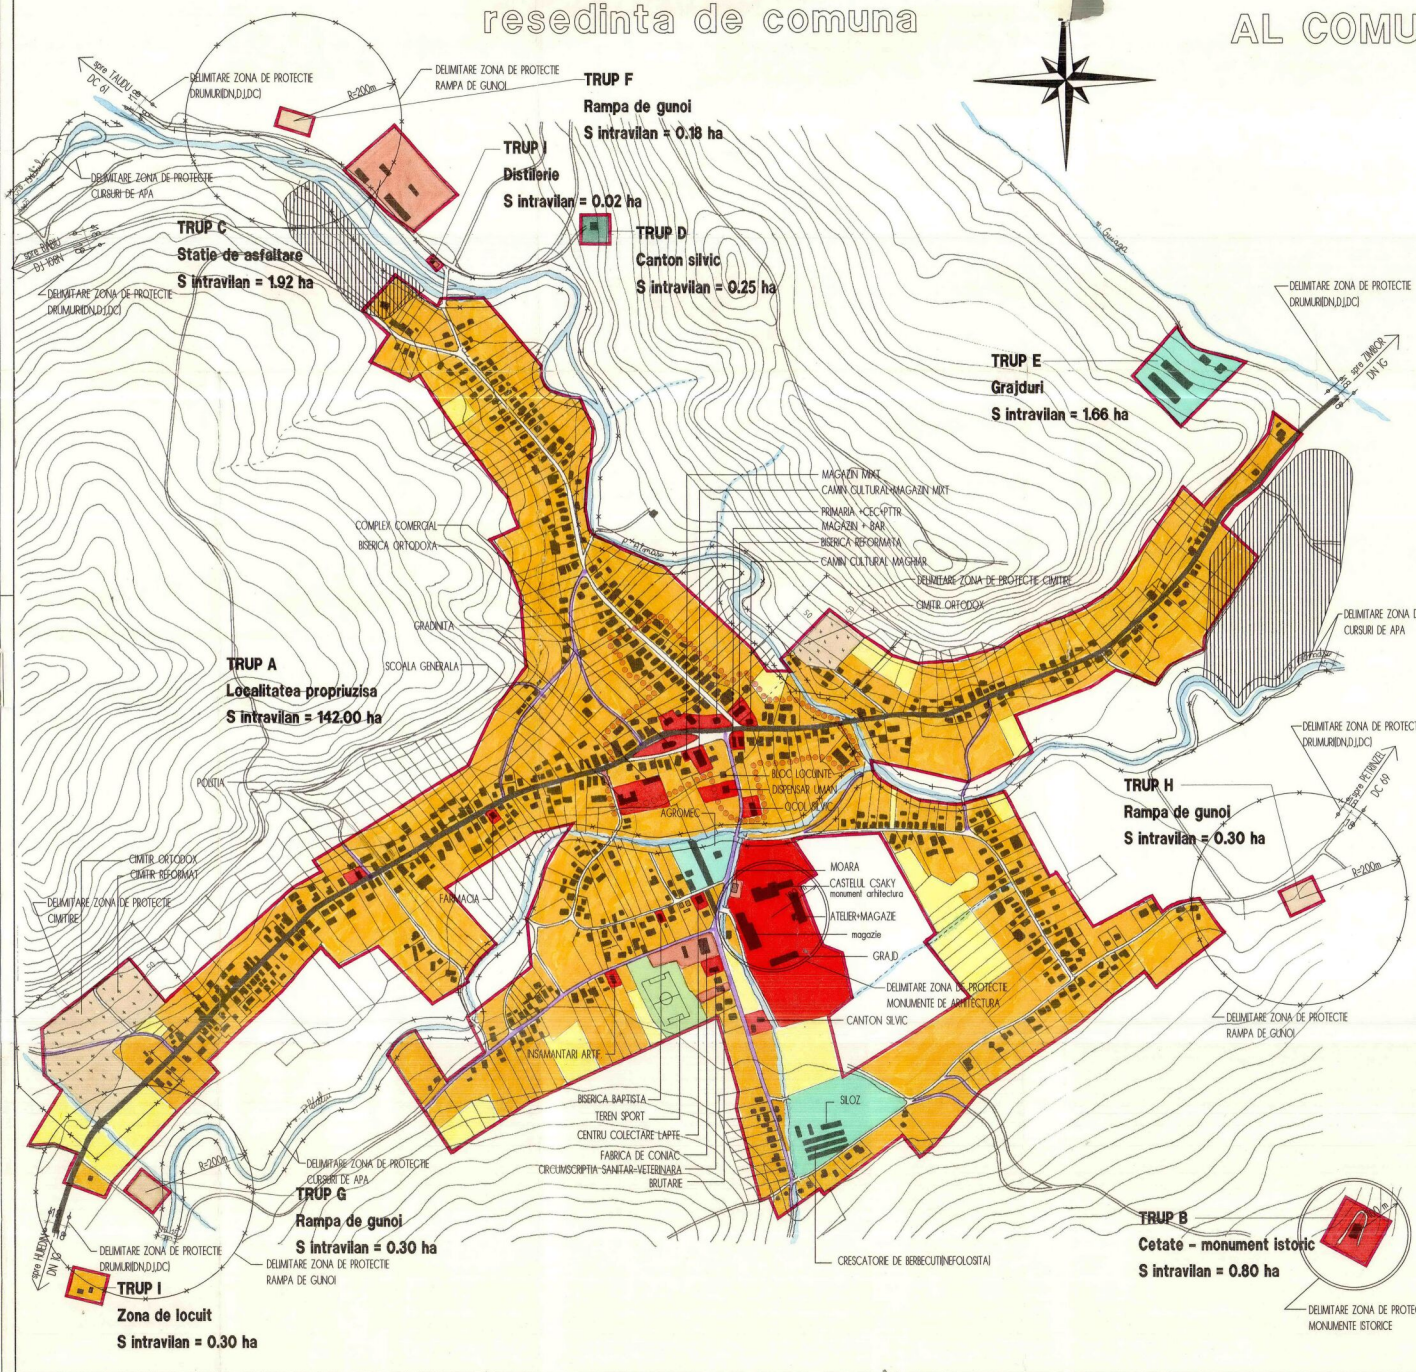 resedinta de comuna
AL COMU
spre TAUDU
DC 61
DELIMITARE ZONA DE PROTECTIE
DRUMURI(DN,DJ,DC)
R=200m
DELIMITARE ZONA DE PROTECTIE
RAMPA DE GUNOI
TRUP F
Rampa de gunoi
S intravilan = 0.18 ha
TRUP I
Distilerie
S intravilan = 0.02 ha
DELIMITARE ZONA DE PROTECTIE
CURSURI DE APA
TRUP C
Statie de asfaltare
S intravilan = 1.92 ha
TRUP D
Canton silvic
S intravilan = 0.25 ha
DJ 108N
DELIMITARE ZONA DE PROTECTIE
DRUMURI(DN,DJ,DC)
DELIMITARE ZONA DE PROTECTIE
DRUMURI(DN,DJ,DC)
spre ZIMBOR
DN 1G
TRUP E
Grajduri
S intravilan = 1.66 ha
MAGAZIN MIXT
CAMIN CULTURAL+MAGAZIN MIXT
PRIMARIA +CEC+PTTR
MAGAZIN + BAR
BISERICA REFORMATA
CAMIN CULTURAL MAGHIAR
COMPLEX COMERCIAL
BISERICA ORTODOXA
DELIMITARE ZONA DE PROTECTIE CIMITIRE
CIMITIR ORTODOX
50
50
DELIMITARE ZONA D
CURSURI DE APA
GRADINITA
SCOALA GENERALA
TRUP A
Localitatea propriuzisa
S intravilan = 142.00 ha
DELIMITARE ZONA DE PROTECT
DRUMURI(DN,DJ,DC)
spre PETRINZEL
DC 69
POLITIA
BLOC LOCUINTE
DISPENSAR UMAN
OCOL SILVIC
AGROMEC
TRUP H
Rampa de gunoi
S intravilan = 0.30 ha
R=200m
CIMITIR ORTODOX
CIMITIR REFORMAT
DELIMITARE ZONA DE PROTECTIE
CIMITIRE
FARMACIA
MOARA
CASTELUL CSAKY
monument arhitectura
ATELIER+MAGAZIE
magazie
GRAJD
DELIMITARE ZONA DE PROTECTIE
MONUMENTE DE ARHITECTURA
CANTON SILVIC
50
DELIMITARE ZONA DE PROTECTIE
RAMPA DE GUNOI
INSAMANTARI ARTIF.
BISERICA BAPTISTA
TEREN SPORT
CENTRU COLECTARE LAPTE
FABRICA DE CONIAC
CIRCUMSCRIPTIA SANITAR-VETERINARA
BRUTARIE
SILOZ
R=200m
DELIMITARE ZONA DE PROTECTIE
CURSURI DE APA
TRUP G
Rampa de gunoi
S intravilan = 0.30 ha
spre HUEDIN
DN 1G
DELIMITARE ZONA DE PROTECTIE
DRUMURI(DN,DJ,DC)
DELIMITARE ZONA DE PROTECTIE
RAMPA DE GUNOI
TRUP I
Zona de locuit
S intravilan = 0.30 ha
CRESCATORIE DE BERBECUTI(NEFOLOSITA)
TRUP B
Cetate - monument istoric
S intravilan = 0.80 ha
DELIMITARE ZONA DE PROTEC
MONUMENTE ISTORICE